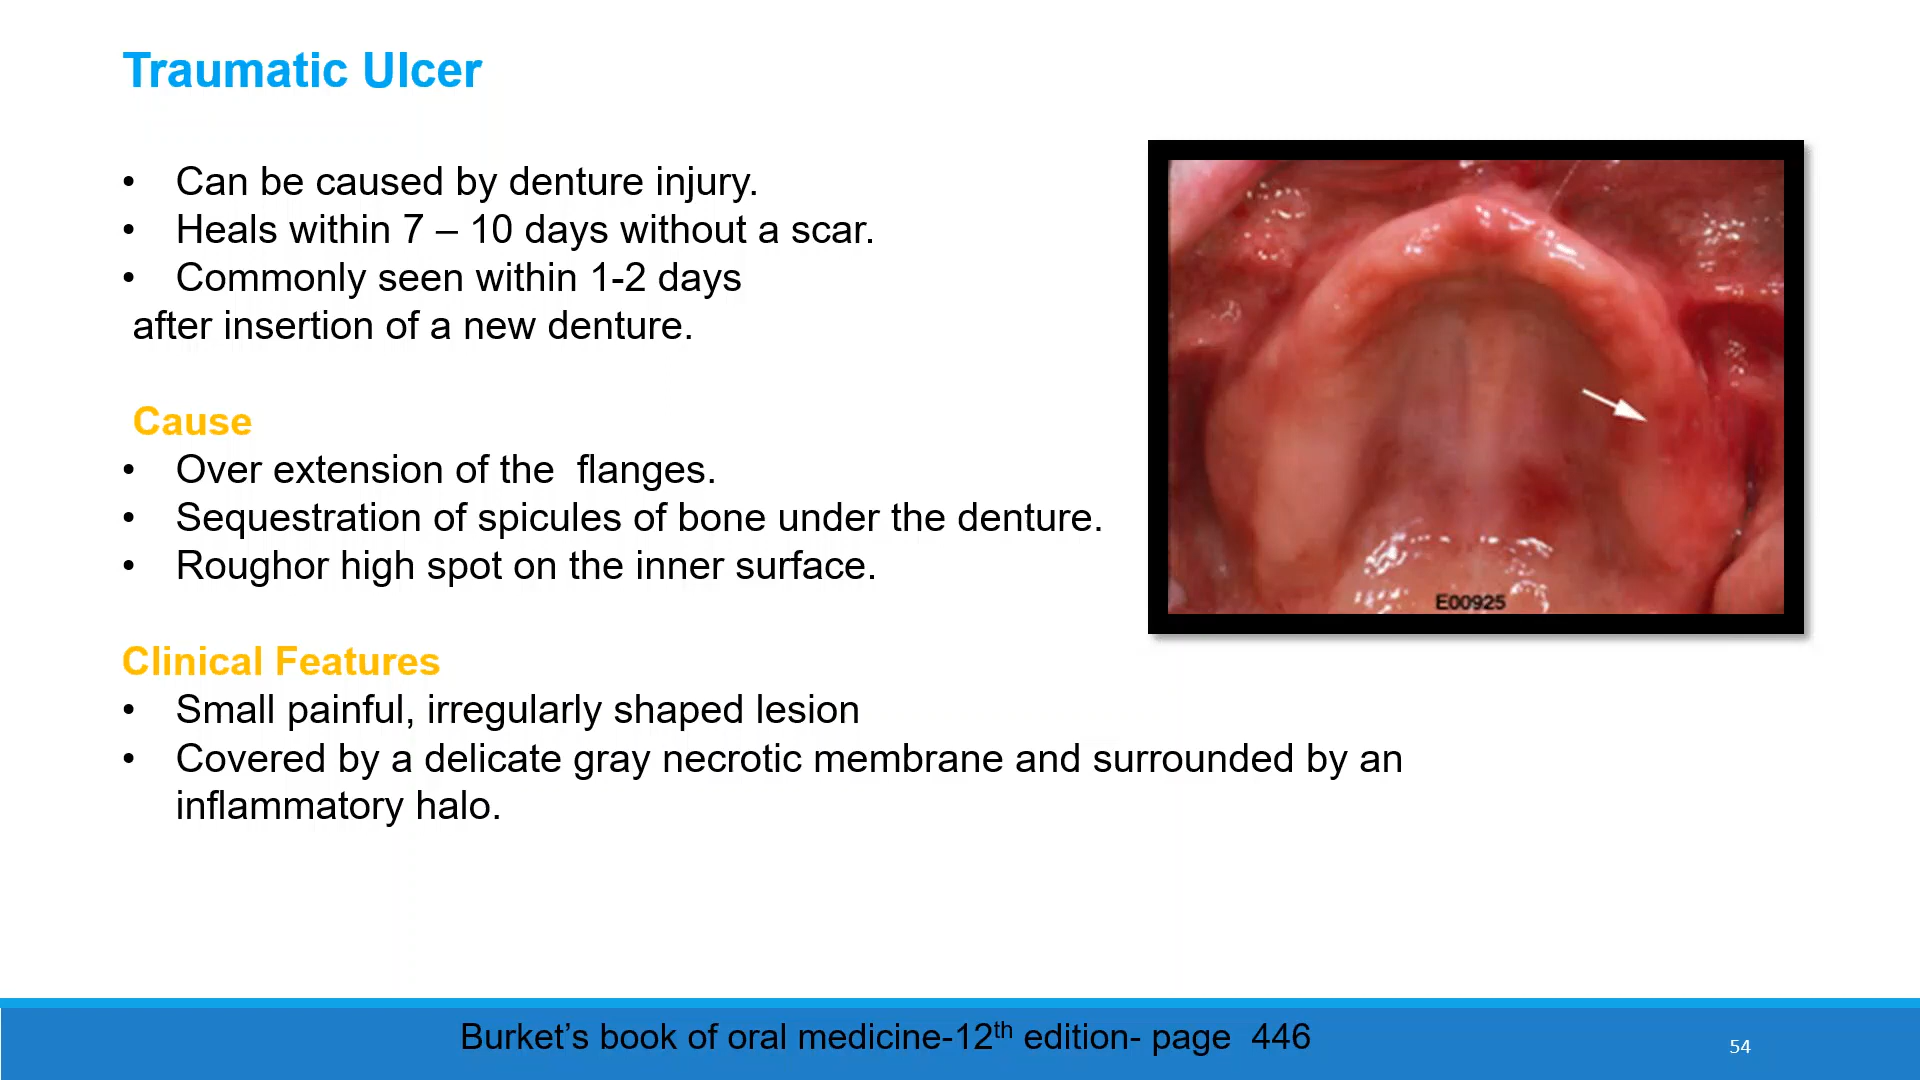 Traumatic Ulcer
• Can be caused by denture injury.
• Heals within 7 – 10 days without a scar.
• Commonly seen within 1-2 days
after insertion of a new denture.
Cause
• Over extension of the flanges.
• Sequestration of spicules of bone under the denture.
• Roughor high spot on the inner surface.
E00925
Clinical Features
• Small painful, irregularly shaped lesion
• Covered by a delicate gray necrotic membrane and surrounded by an
inflammatory halo.
Burket’s book of oral medicine-12th edition- page 446
54